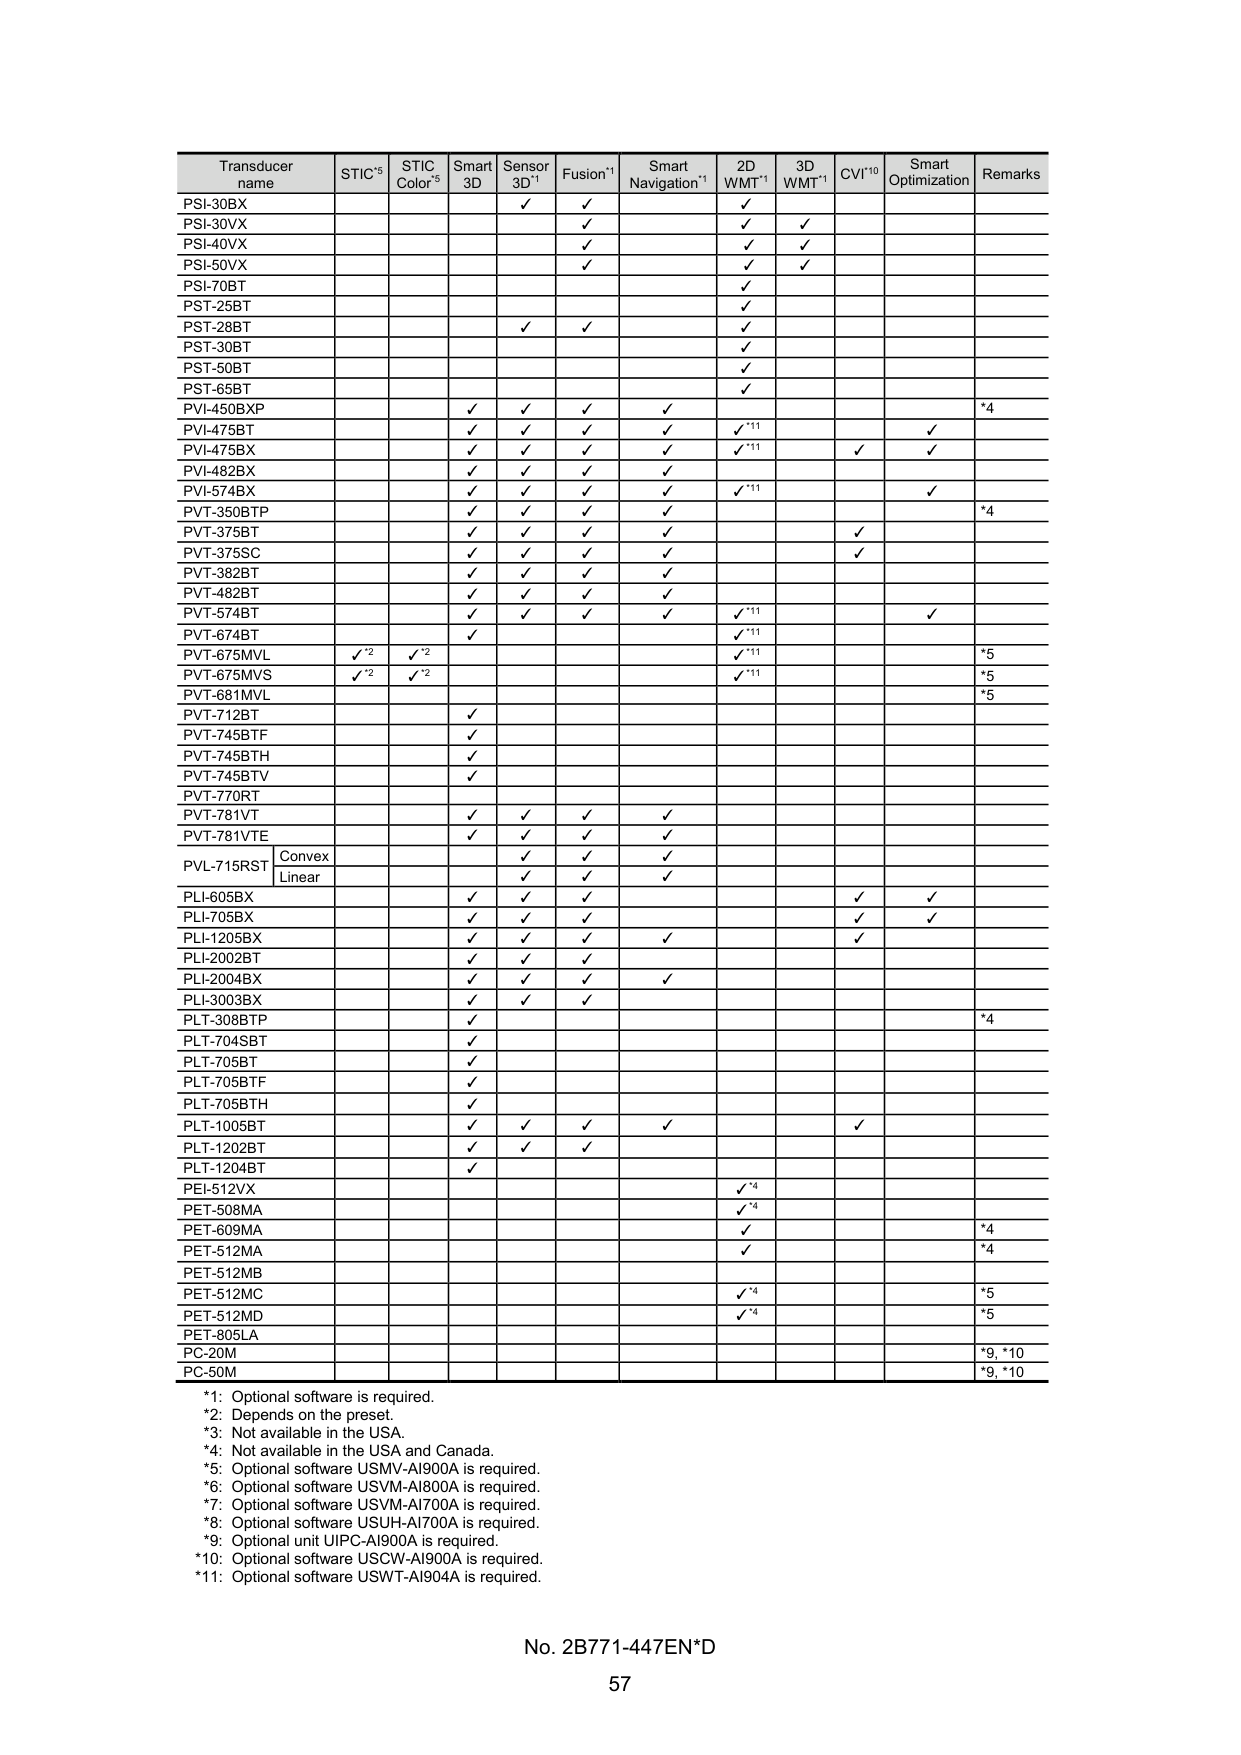 Transducer name STIC*5 STIC Color*5 Smart 3D Sensor 3D*1 Fusion*1 Smart Navigation*1 2D WMT*1 3D WMT*1 CVI*10 Smart Optimization Remarks
PSI-30BX ✓ ✓ ✓
PSI-30VX ✓ ✓ ✓
PSI-40VX ✓ ✓ ✓
PSI-50VX ✓ ✓ ✓
PSI-70BT ✓
PST-25BT ✓
PST-28BT ✓ ✓ ✓
PST-30BT ✓
PST-50BT ✓
PST-65BT ✓
PVI-450BXP ✓ ✓ ✓ ✓ *4
PVI-475BT ✓ ✓ ✓ ✓ ✓*11 ✓
PVI-475BX ✓ ✓ ✓ ✓ ✓*11 ✓ ✓
PVI-482BX ✓ ✓ ✓ ✓
PVI-574BX ✓ ✓ ✓ ✓ ✓*11 ✓
PVT-350BTP ✓ ✓ ✓ ✓ *4
PVT-375BT ✓ ✓ ✓ ✓ ✓
PVT-375SC ✓ ✓ ✓ ✓ ✓
PVT-382BT ✓ ✓ ✓ ✓
PVT-482BT ✓ ✓ ✓ ✓
PVT-574BT ✓ ✓ ✓ ✓ ✓*11 ✓
PVT-674BT ✓ ✓*11
PVT-675MVL ✓*2 ✓*2 ✓*11 *5
PVT-675MVS ✓*2 ✓*2 ✓*11 *5
PVT-681MVL *5
PVT-712BT ✓
PVT-745BTF ✓
PVT-745BTH ✓
PVT-745BTV ✓
PVT-770RT
PVT-781VT ✓ ✓ ✓ ✓
PVT-781VTE ✓ ✓ ✓ ✓
PVL-715RST Convex ✓ ✓ ✓
Linear ✓ ✓ ✓
PLI-605BX ✓ ✓ ✓ ✓ ✓
PLI-705BX ✓ ✓ ✓ ✓ ✓
PLI-1205BX ✓ ✓ ✓ ✓ ✓
PLI-2002BT ✓ ✓ ✓
PLI-2004BX ✓ ✓ ✓ ✓
PLI-3003BX ✓ ✓ ✓
PLT-308BTP ✓ *4
PLT-704SBT ✓
PLT-705BT ✓
PLT-705BTF ✓
PLT-705BTH ✓
PLT-1005BT ✓ ✓ ✓ ✓ ✓
PLT-1202BT ✓ ✓ ✓
PLT-1204BT ✓
PEI-512VX ✓*4
PET-508MA ✓*4
PET-609MA ✓ *4
PET-512MA ✓ *4
PET-512MB
PET-512MC ✓*4 *5
PET-512MD ✓*4 *5
PET-805LA
PC-20M *9, *10
PC-50M *9, *10
*1: Optional software is required.
*2: Depends on the preset.
*3: Not available in the USA.
*4: Not available in the USA and Canada.
*5: Optional software USMV-AI900A is required.
*6: Optional software USVM-AI800A is required.
*7: Optional software USVM-AI700A is required.
*8: Optional software USUH-AI700A is required.
*9: Optional unit UIPC-AI900A is required.
*10: Optional software USCW-AI900A is required.
*11: Optional software USWT-AI904A is required.
No. 2B771-447EN*D
57